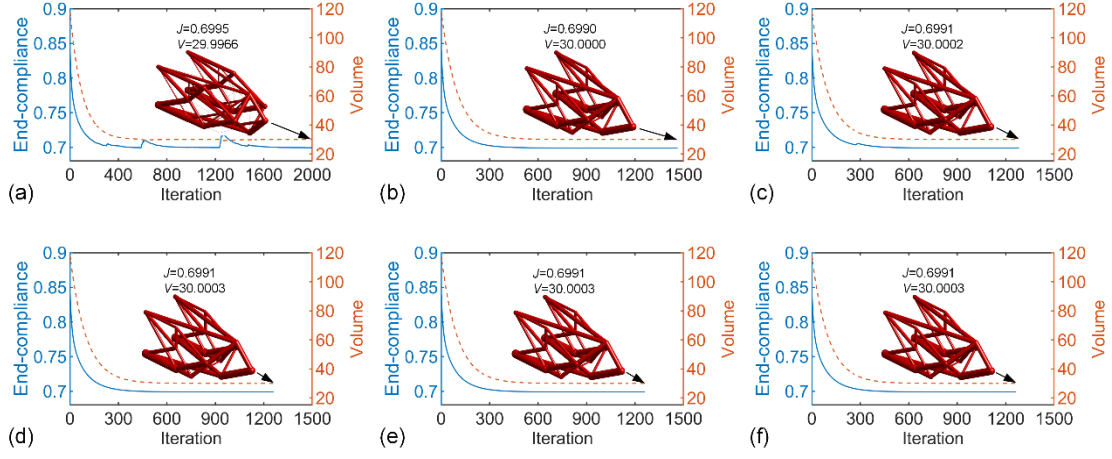 0.9
0.85
0.8
0.75
0.7
End-compliance
120
100
80
60
40
20
Volume
J=0.6995
V=29.9966
0 400 800 1200 1600 2000
Iteration
(a)
0.9
0.85
0.8
0.75
0.7
End-compliance
120
100
80
60
40
20
Volume
J=0.6990
V=30.0000
0 300 600 900 1200 1500
Iteration
(b)
0.9
0.85
0.8
0.75
0.7
End-compliance
120
100
80
60
40
20
Volume
J=0.6991
V=30.0002
0 300 600 900 1200 1500
Iteration
(c)
0.9
0.85
0.8
0.75
0.7
End-compliance
120
100
80
60
40
20
Volume
J=0.6991
V=30.0003
0 300 600 900 1200 1500
Iteration
(d)
0.9
0.85
0.8
0.75
0.7
End-compliance
120
100
80
60
40
20
Volume
J=0.6991
V=30.0003
0 300 600 900 1200 1500
Iteration
(e)
0.9
0.85
0.8
0.75
0.7
End-compliance
120
100
80
60
40
20
Volume
J=0.6991
V=30.0003
0 300 600 900 1200 1500
Iteration
(f)